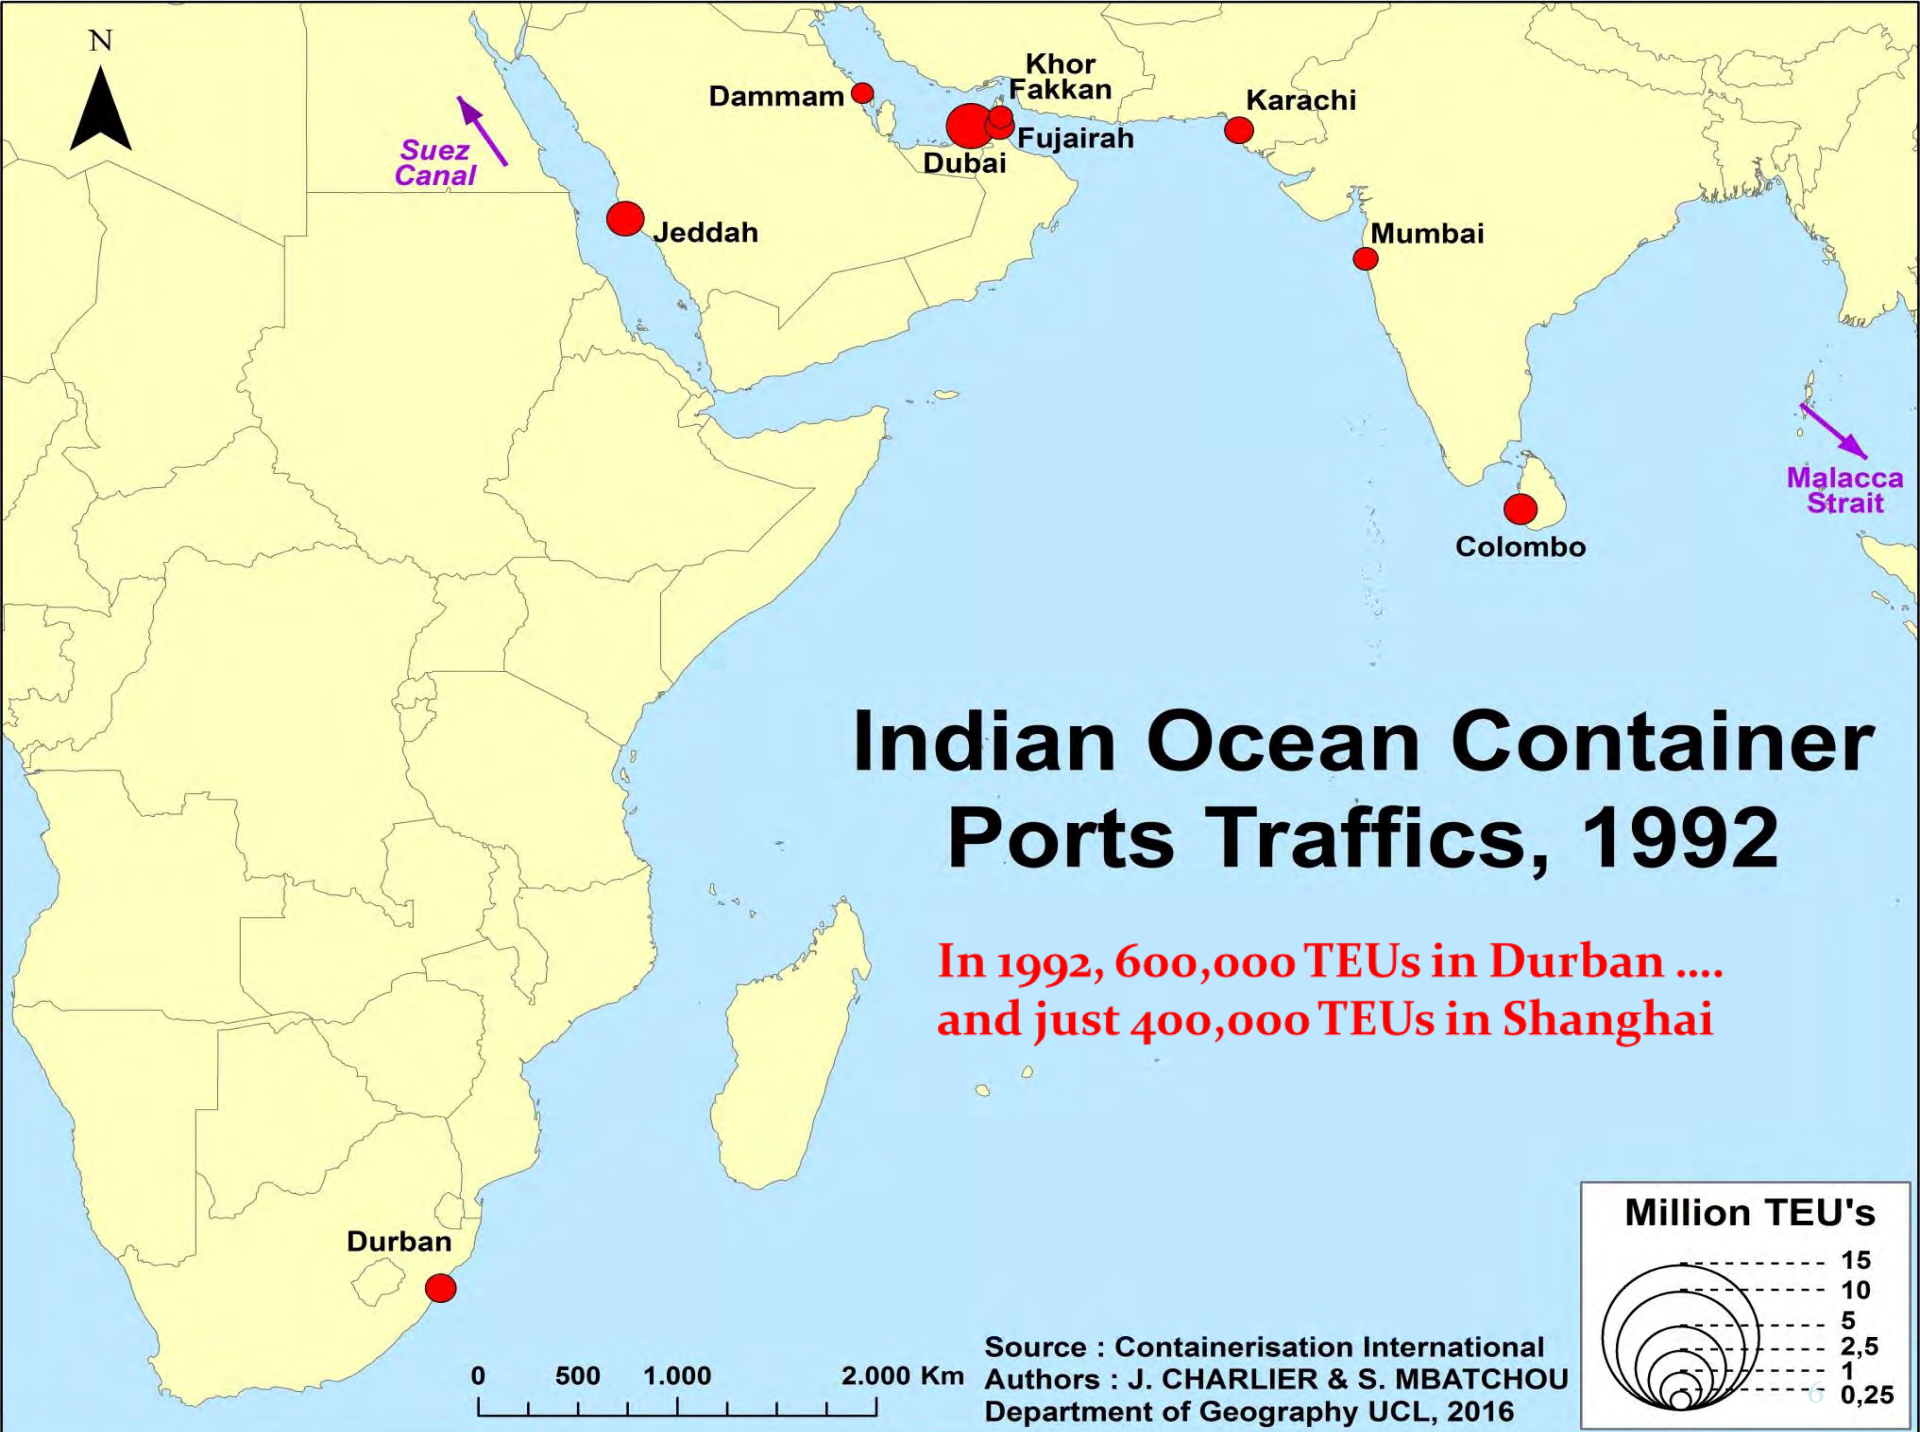 N
Khor
Fakkan
Dammam
Karachi
Fujairah
Dubai
Suez
Canal
Jeddah
Mumbai
Malacca
Strait
Colombo
Indian Ocean Container
Ports Traffics, 1992
In 1992, 600,000 TEUs in Durban ....
and just 400,000 TEUs in Shanghai
Durban
Million TEU's
15
10
5
2,5
1
0,25
6
0 500 1.000 2.000 Km
Source : Containerisation International
Authors : J. CHARLIER & S. MBATCHOU
Department of Geography UCL, 2016